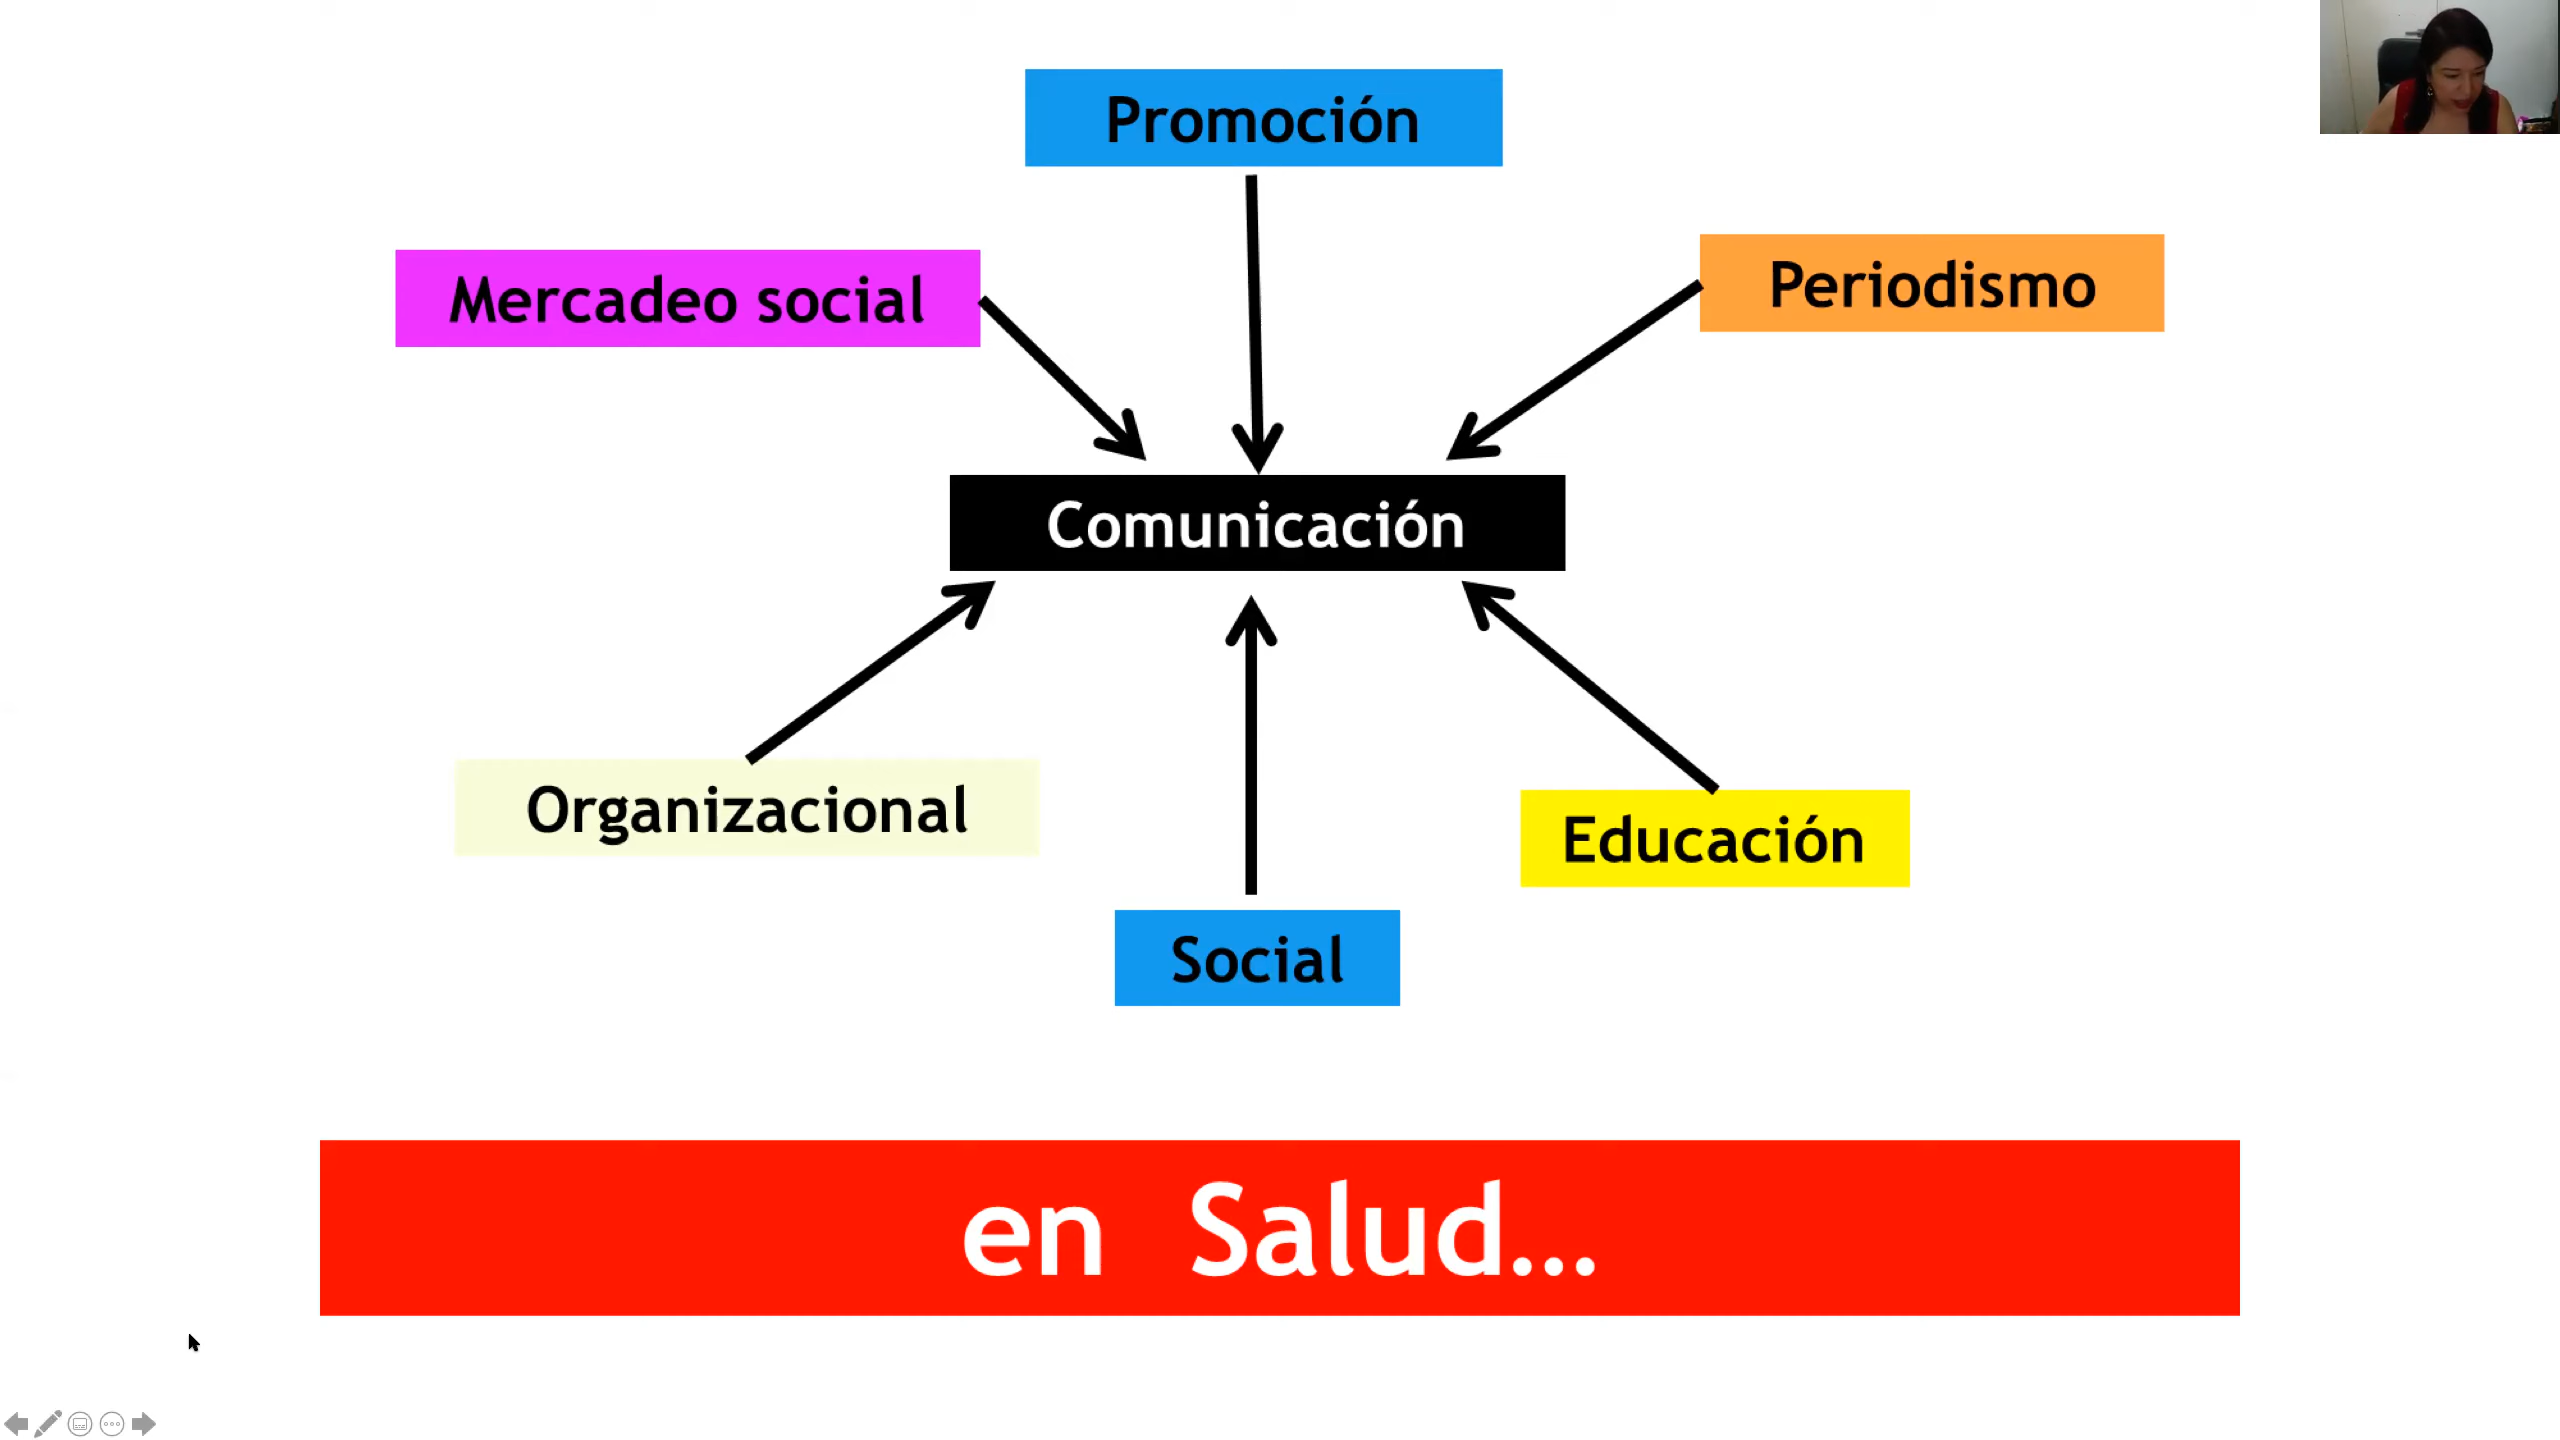 Promoción
Mercadeo social
Periodismo
Comunicación
Organizacional
Educación
Social
en Salud...